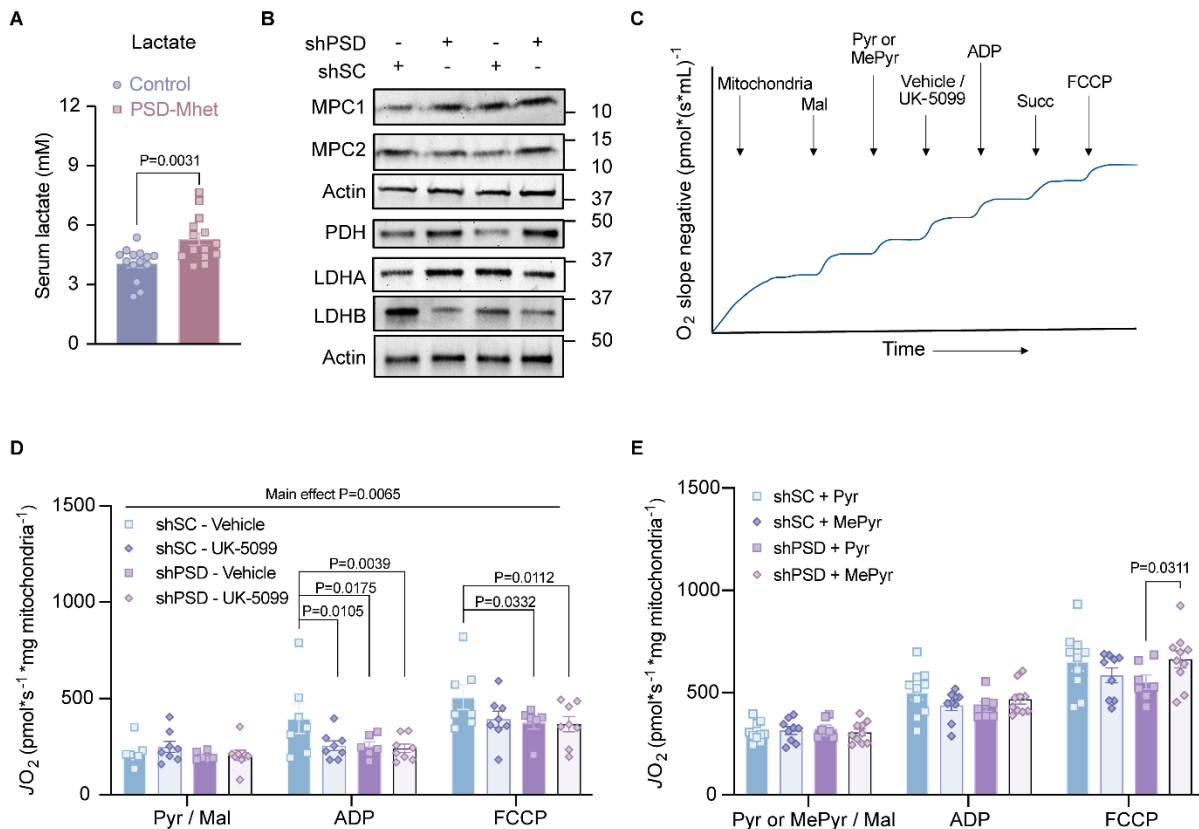 A
Lactate
Control
PSD-Mhet
P=0.0031
Serum lactate (mM)
12
9
6
3
0
B
shPSD - + - +
shSC + - + -
MPC1
10
MPC2
15
10
Actin
37
PDH
50
LDHA
37
LDHB
37
Actin
50
C
Mitochondria
Mal
Pyr or
MePyr
Vehicle /
UK-5099
ADP
Succ
FCCP
O₂ slope negative (pmol*(s*mL)⁻¹
Time
D
Main effect P=0.0065
shSC - Vehicle
shSC - UK-5099
shPSD - Vehicle
shPSD - UK-5099
P=0.0039
P=0.0175
P=0.0105
P=0.0112
P=0.0332
JO₂ (pmol*s⁻¹ *mg mitochondria⁻¹)
1500
1000
500
0
Pyr / Mal
ADP
FCCP
E
shSC + Pyr
shSC + MePyr
shPSD + Pyr
shPSD + MePyr
P=0.0311
JO₂ (pmol*s⁻¹ *mg mitochondria⁻¹)
1500
1000
500
0
Pyr or MePyr / Mal
ADP
FCCP